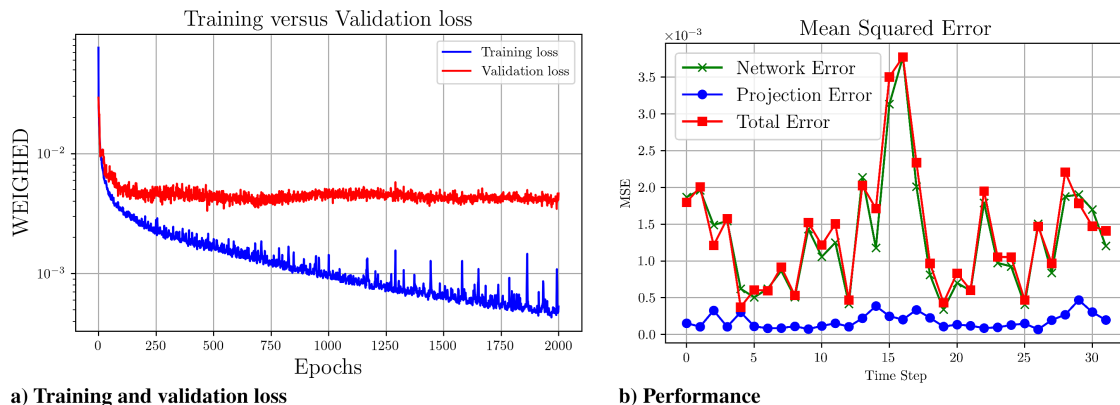 Training versus Validation loss
Training loss
Validation loss
WEIGHED
10⁻²
10⁻³
0 250 500 750 1000 1250 1500 1750 2000
Epochs
a) Training and validation loss
Mean Squared Error
×10⁻³
Network Error
Projection Error
Total Error
MSE
3.5
3.0
2.5
2.0
1.5
1.0
0.5
0.0
0 5 10 15 20 25 30
Time Step
b) Performance